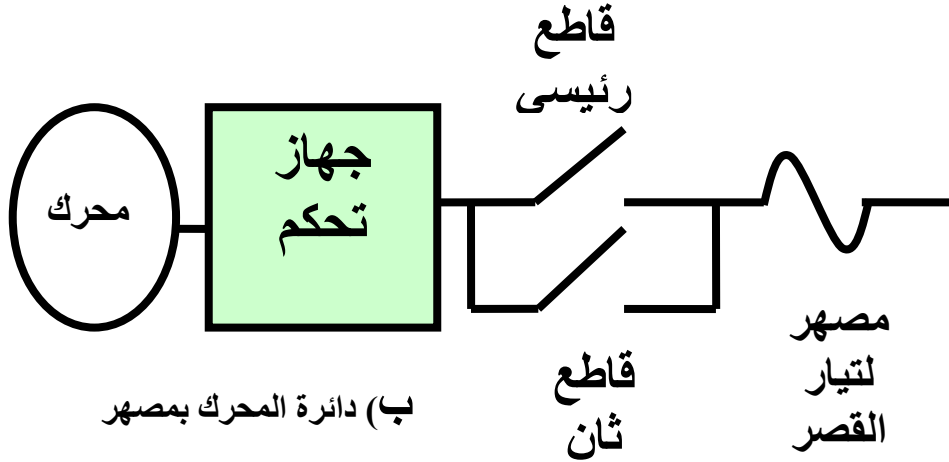 قاطع
رئيسى
جهاز
تحكم
محرك
مصهر
لتيار
القصر
قاطع
ثان
ب) دائرة المحرك بمصهر